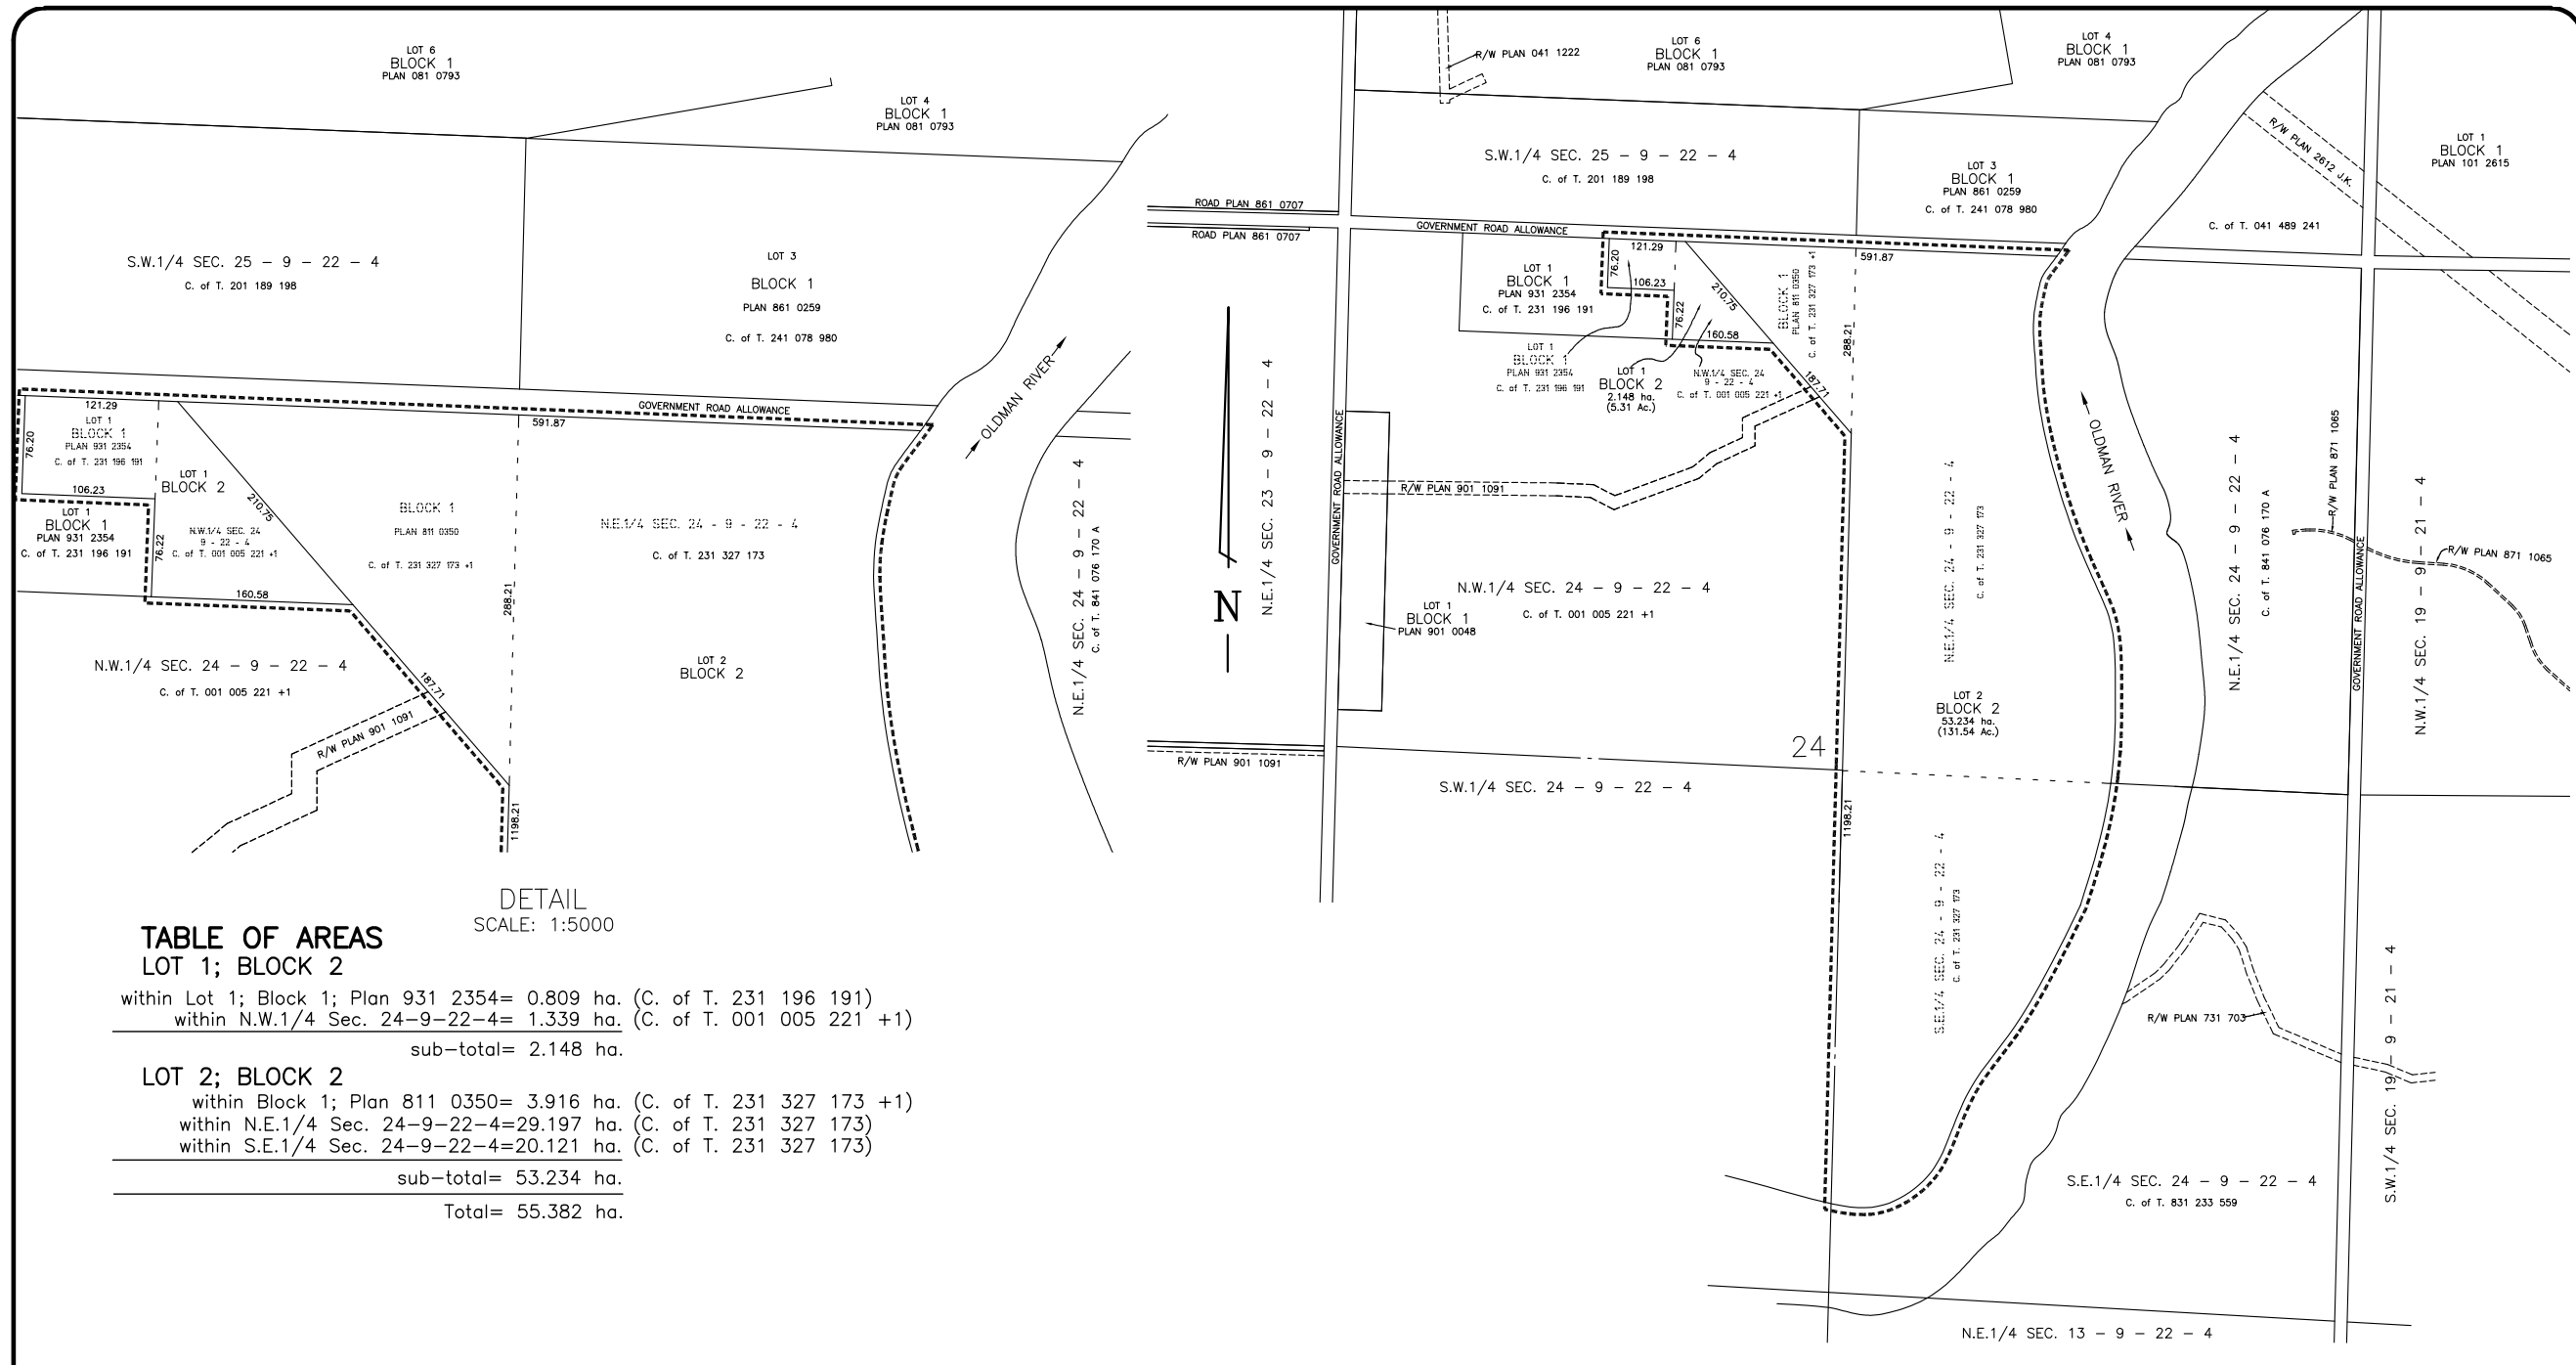 LOT 6
BLOCK 1
PLAN 081 0793
LOT 4
BLOCK 1
PLAN 081 0793
S.W.1/4 SEC. 25 – 9 – 22 – 4
C. of T. 201 189 198
LOT 3
BLOCK 1
PLAN 861 0259
C. of T. 241 078 980
OLDMAN RIVER
GOVERNMENT ROAD ALLOWANCE
121.29
591.87
76.20
LOT 1
BLOCK 1
PLAN 931 2354
C. of T. 231 196 191
106.23
LOT 1
BLOCK 2
210.75
LOT 1
BLOCK 1
PLAN 931 2354
C. of T. 231 196 191
76.22
N.W.1/4 SEC. 24
9 - 22 - 4
C. of T. 001 005 221 +1
BLOCK 1
PLAN 811 0350
C. of T. 231 327 173 +1
N.E.1/4 SEC. 24 - 9 - 22 - 4
C. of T. 231 327 173
160.58
288.21
N.E.1/4 SEC. 24 – 9 – 22 – 4
C. of T. 841 076 170 A
N.W.1/4 SEC. 24 – 9 – 22 – 4
C. of T. 001 005 221 +1
187.71
LOT 2
BLOCK 2
R/W PLAN 901 1091
1198.21
DETAIL
SCALE: 1:5000
TABLE OF AREAS
LOT 1; BLOCK 2
within Lot 1; Block 1; Plan 931 2354= 0.809 ha. (C. of T. 231 196 191)
within N.W.1/4 Sec. 24–9–22–4= 1.339 ha. (C. of T. 001 005 221 +1)
sub–total= 2.148 ha.
LOT 2; BLOCK 2
within Block 1; Plan 811 0350= 3.916 ha. (C. of T. 231 327 173 +1)
within N.E.1/4 Sec. 24–9–22–4=29.197 ha. (C. of T. 231 327 173)
within S.E.1/4 Sec. 24–9–22–4=20.121 ha. (C. of T. 231 327 173)
sub–total= 53.234 ha.
Total= 55.382 ha.
R/W PLAN 041 1222
LOT 6
BLOCK 1
PLAN 081 0793
LOT 4
BLOCK 1
PLAN 081 0793
R/W PLAN 2612 J.K.
LOT 1
BLOCK 1
PLAN 101 2615
S.W.1/4 SEC. 25 – 9 – 22 – 4
C. of T. 201 189 198
LOT 3
BLOCK 1
PLAN 861 0259
C. of T. 241 078 980
C. of T. 041 489 241
ROAD PLAN 861 0707
ROAD PLAN 861 0707
GOVERNMENT ROAD ALLOWANCE
121.29
591.87
76.20
LOT 1
BLOCK 1
PLAN 931 2354
C. of T. 231 196 191
106.23
76.22
210.75
BLOCK 1
PLAN 811 0350
C. of T. 231 327 173 +1
160.58
288.21
LOT 1
BLOCK 1
PLAN 931 2354
C. of T. 231 196 191
LOT 1
BLOCK 2
2.148 ha.
(5.31 Ac.)
N.W.1/4 SEC. 24
9 - 22 - 4
C. of T. 001 005 221 +1
187.71
N
N.E.1/4 SEC. 23 – 9 – 22 – 4
GOVERNMENT ROAD ALLOWANCE
R/W PLAN 901 1091
N.W.1/4 SEC. 24 – 9 – 22 – 4
C. of T. 001 005 221 +1
LOT 1
BLOCK 1
PLAN 901 0048
N.E.1/4 SEC. 24 - 9 - 22 - 4
C. of T. 231 327 173
OLDMAN RIVER
N.E.1/4 SEC. 24 – 9 – 22 – 4
C. of T. 841 076 170 A
R/W PLAN 871 1065
R/W PLAN 871 1065
GOVERNMENT ROAD ALLOWANCE
N.W.1/4 SEC. 19 – 9 – 21 – 4
LOT 2
BLOCK 2
53.234 ha.
(131.54 Ac.)
24
R/W PLAN 901 1091
S.W.1/4 SEC. 24 – 9 – 22 – 4
1198.21
S.E.1/4 SEC. 24 - 9 - 22 - 4
C. of T. 231 327 173
R/W PLAN 731 703
S.W.1/4 SEC. 19 – 9 – 21 – 4
S.E.1/4 SEC. 24 – 9 – 22 – 4
C. of T. 831 233 559
N.E.1/4 SEC. 13 – 9 – 22 – 4